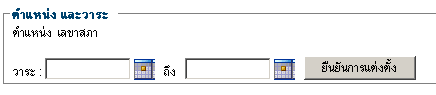 ตำแหน่ง และวาระ
ตำแหน่ง เลขาสภา
วาระ : ถึง ยืนยันการแต่งตั้ง